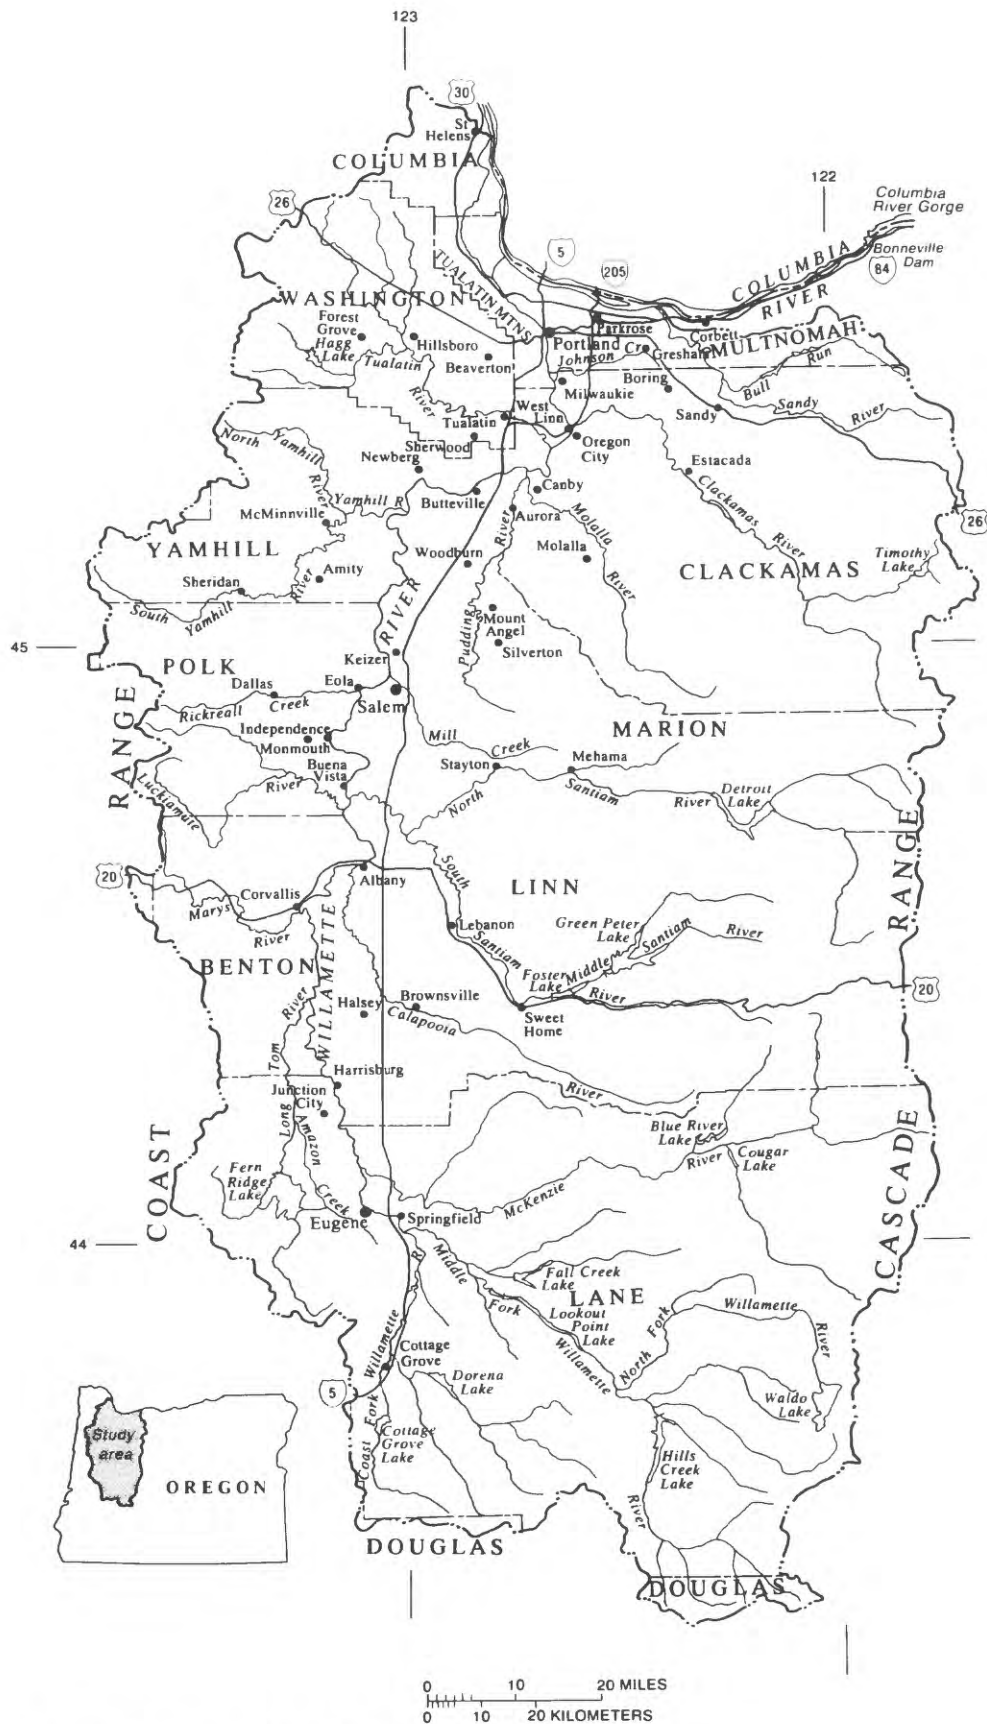 123
30
St
Helens
COLUMBIA
122
Columbia
River Gorge
26
5
205
COLUMBIA
RIVER
84
Bonneville
Dam
TUALATIN MTNS
WASHINGTON
Forest
Grove
Hagg
Lake
Hillsboro
Tualatin
River
Beaverton
Portland
Parkrose
Corbett
MULTNOMAH
Johnson Cr
Gresham
Bull Run
Milwaukie
Boring
Sandy
Sandy River
West
Linn
Tualatin
Sherwood
Oregon
City
North Yamhill River
Newberg
Estacada
Yamhill R
Butteville
Canby
Clackamas River
McMinnville
Aurora
Molalla River
26
YAMHILL
Woodburn
Molalla
Timothy
Lake
CLACKAMAS
Sheridan
Amity
South Yamhill River
RIVER
Pudding River
Mount
Angel
Silverton
45
Keizer
POLK
Dallas
Eola
Salem
Rickreall Creek
MARION
Independence
Monmouth
Mill Creek
Buena
Vista
Stayton
Mehama
RANGE
Luckiamute River
North Santiam River
Detroit
Lake
20
Albany
South Santiam
LINN
RANGE
Corvallis
Marys River
Lebanon
Green Peter
Lake
Middle Santiam River
BENTON
WILLAMETTE
Foster
Lake
River
20
Halsey
Brownsville
Calapooia River
Sweet
Home
Long Tom River
Harrisburg
Junction
City
Blue River
Lake
COAST
Amazon Creek
River
Cougar
Lake
CASCADE
Fern
Ridge
Lake
McKenzie
Eugene
Springfield
44
Middle Fork Willamette
R
Fall Creek
Lake
LANE
Lookout
Point
Lake
North Fork Willamette River
Coast Fork Willamette
Cottage
Grove
Dorena
Lake
Waldo
Lake
5
Cottage
Grove
Lake
Hills
Creek
Lake
River
Study
area
OREGON
DOUGLAS
DOUGLAS
0 10 20 MILES
0 10 20 KILOMETERS